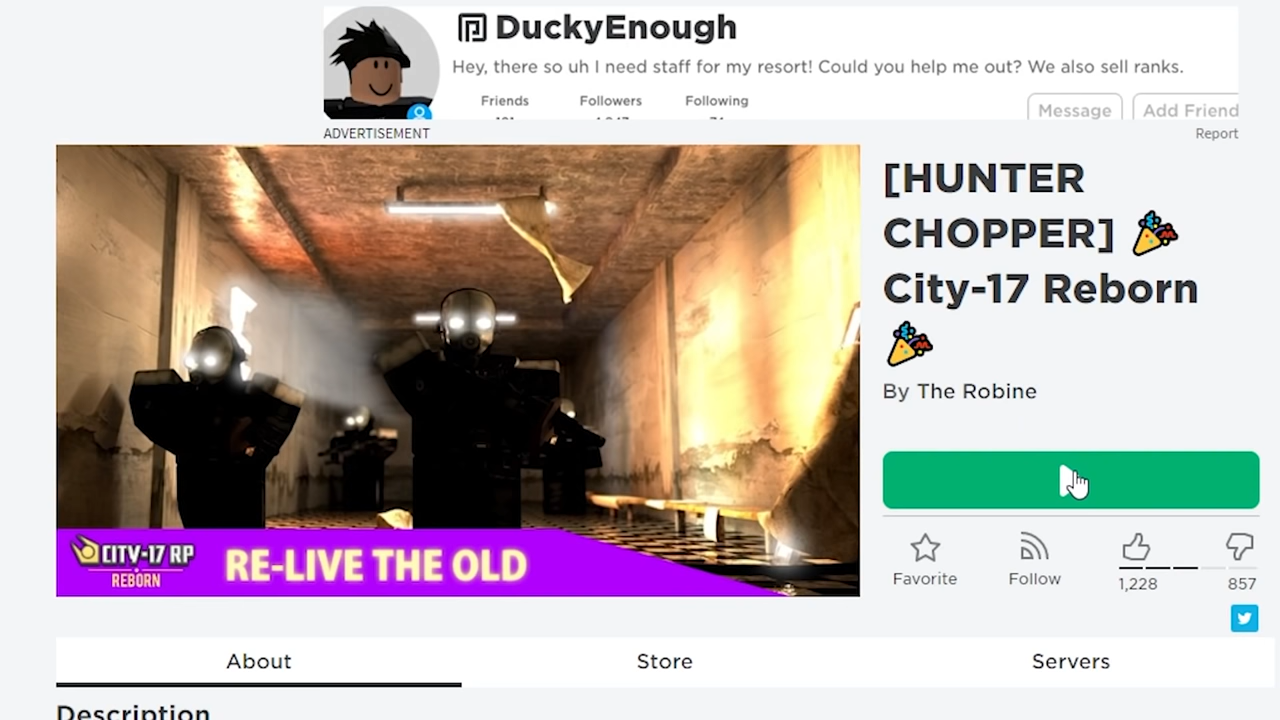 DuckyEnough
Hey, there so uh I need staff for my resort! Could you help me out? We also sell ranks.
Friends Followers Following
Message Add Friend
ADVERTISEMENT Report
[HUNTER
CHOPPER] 🎉
City-17 Reborn
🎉
By The Robine
CITY-17 RP
REBORN
RE-LIVE THE OLD
Favorite Follow 1,228 857
About Store Servers
Description